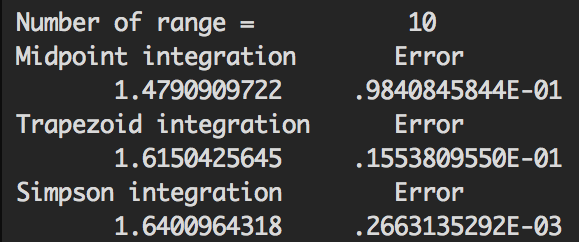 Number of range = 10
Midpoint integration Error
1.4790909722 .9840845844E-01
Trapezoid integration Error
1.6150425645 .1553809550E-01
Simpson integration Error
1.6400964318 .2663135292E-03